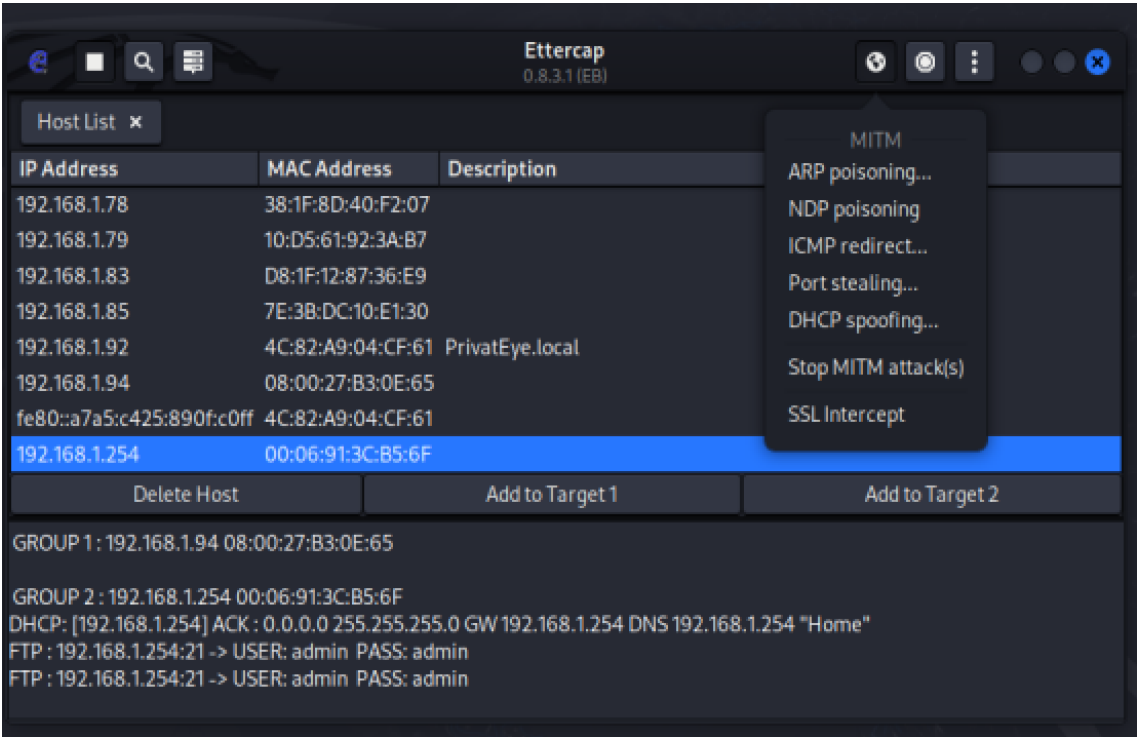 Ettercap
0.8.3.1 (EB)
Host List ×
IP Address MAC Address Description
192.168.1.78 38:1F:8D:40:F2:07
192.168.1.79 10:D5:61:92:3A:B7
192.168.1.83 D8:1F:12:87:36:E9
192.168.1.85 7E:3B:DC:10:E1:30
192.168.1.92 4C:82:A9:04:CF:61 PrivatEye.local
192.168.1.94 08:00:27:B3:0E:65
fe80::a7a5:c425:890f:c0ff 4C:82:A9:04:CF:61
192.168.1.254 00:06:91:3C:B5:6F
MITM
ARP poisoning...
NDP poisoning
ICMP redirect...
Port stealing...
DHCP spoofing...
Stop MITM attack(s)
SSL Intercept
Delete Host Add to Target 1 Add to Target 2
GROUP 1 : 192.168.1.94 08:00:27:B3:0E:65
GROUP 2 : 192.168.1.254 00:06:91:3C:B5:6F
DHCP: [192.168.1.254] ACK : 0.0.0.0 255.255.255.0 GW 192.168.1.254 DNS 192.168.1.254 "Home"
FTP : 192.168.1.254:21 -> USER: admin PASS: admin
FTP : 192.168.1.254:21 -> USER: admin PASS: admin